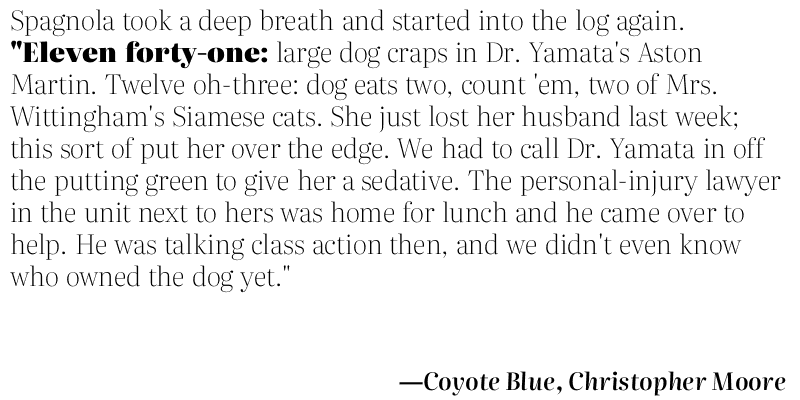 Spagnola took a deep breath and started into the log again.
"Eleven forty-one: large dog craps in Dr. Yamata's Aston
Martin. Twelve oh-three: dog eats two, count 'em, two of Mrs.
Wittingham's Siamese cats. She just lost her husband last week;
this sort of put her over the edge. We had to call Dr. Yamata in off
the putting green to give her a sedative. The personal-injury lawyer
in the unit next to hers was home for lunch and he came over to
help. He was talking class action then, and we didn't even know
who owned the dog yet."
—Coyote Blue, Christopher Moore